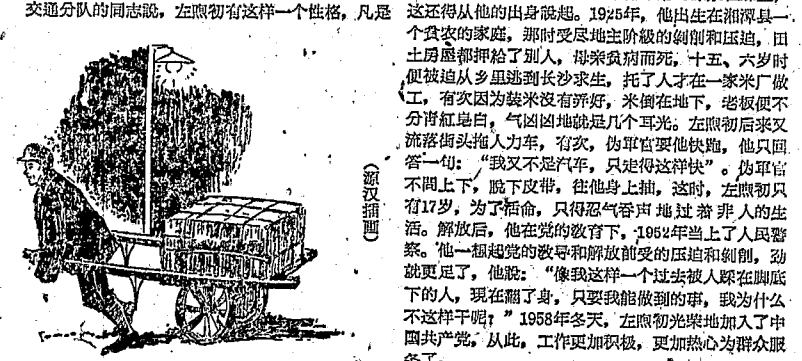 交通分队的同志說，左煦初有这样一个性格，凡是
（源汉插画）
这还得从他的出身說起。1925年，他出生在湘潭县一
个贫农的家庭，那时受尽地主阶级的剝削和压迫，田
土房屋都押給了別人，母亲贫病而死，十五、六岁时
便被迫从乡里逃到长沙求生，托了人才在一家米厂做
工，有次因为装米没有弄好，米倒在地下，老板便不
分青紅皂白，气凶凶地就是几个耳光。左煦初后来又
流落街头拖人力车，有次，伪軍官要他快跑，他只回
答一句：“我又不是汽车，只走得这样快”。伪軍官
不問上下，脫下皮带，往他身上抽，这时，左煦初只
有17岁，为了活命，只得忍气吞声地过着非人的生
活。解放后，他在党的敎育下，1952年当上了人民警
察。他一想起党的敎导和解放前受的压迫和剝削，劲
就更足了，他說：“像我这样一个过去被人踩在脚底
下的人，現在翻了身，只要我能做到的事，我为什么
不这样干呢？”1958年冬天，左煦初光荣地加入了中
国共产党，从此，工作更加积极，更加热心为群众服
务了。